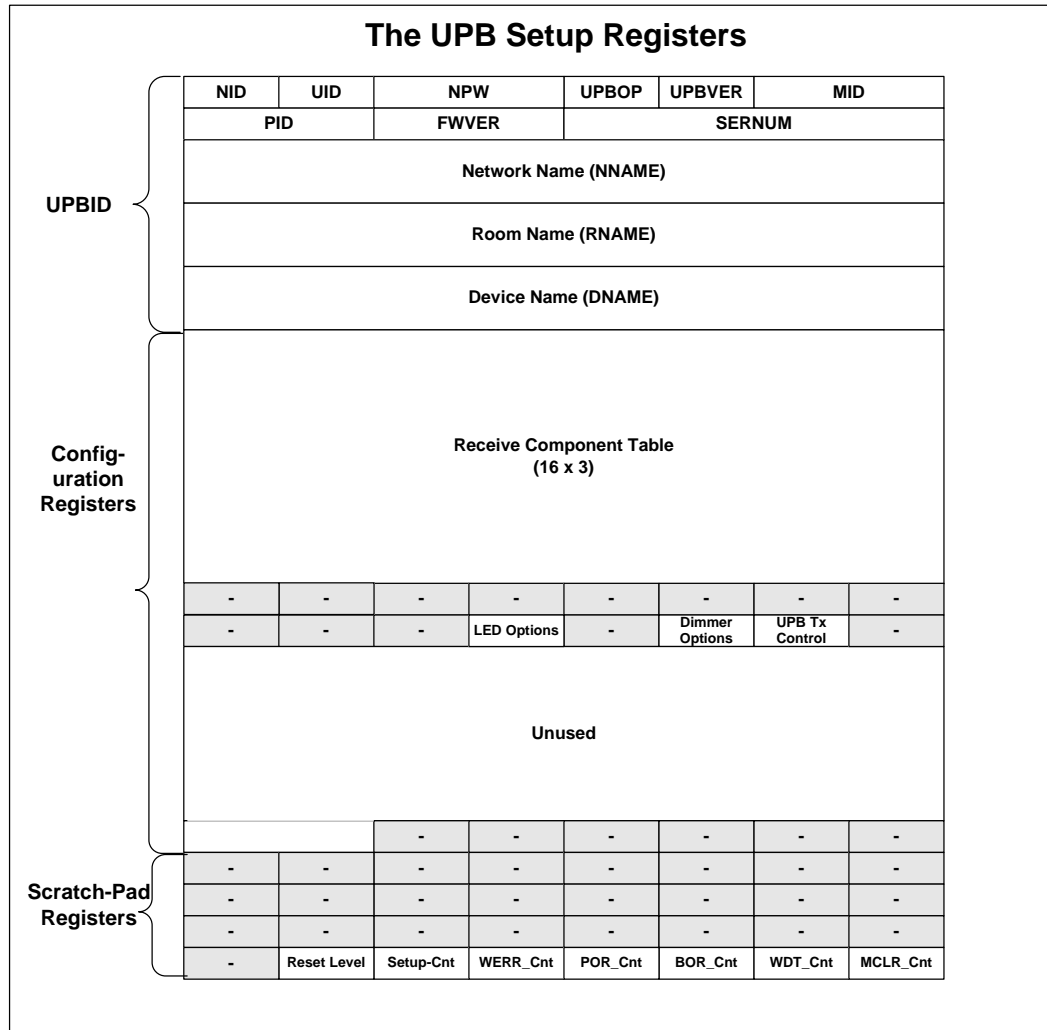 The UPB Setup Registers
NID UID NPW UPBOP UPBVER MID
PID FWVER SERNUM
Network Name (NNAME)
UPBID
Room Name (RNAME)
Device Name (DNAME)
Receive Component Table
(16 x 3)
Config-
uration
Registers
- - - - - - - -
- - - LED Options - Dimmer Options UPB Tx Control -
Unused
- - - - - -
- - - - - - - -
Scratch-Pad
Registers
- - - - - - - -
- - - - - - - -
- Reset Level Setup-Cnt WERR_Cnt POR_Cnt BOR_Cnt WDT_Cnt MCLR_Cnt